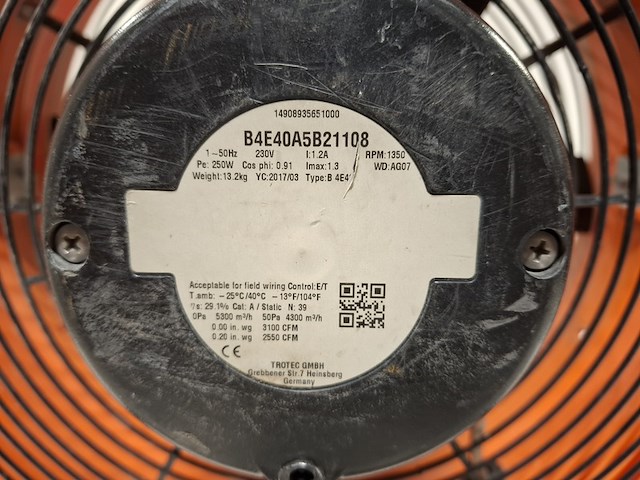 14908935651000
B4E40A5B21108
1~50Hz 230V I:1.2A RPM:1350
Pe: 250W Cos phi: 0.91 Imax:1.3 WD:AG07
Weight:13.2kg YC:2017/03 Type:B 4E4
Acceptable for field wiring Control:E/T
T.amb: -25°C/40°C -13°F/104°F
29.1% Cat: A / Static N: 39
0Pa 5300 m³/h 50Pa 4300 m³/h
0.00 in. wg 3100 CFM
0.20 in. wg 2550 CFM
CE
TROTEC GMBH
Grebbener Str.7 Heinsberg
Germany